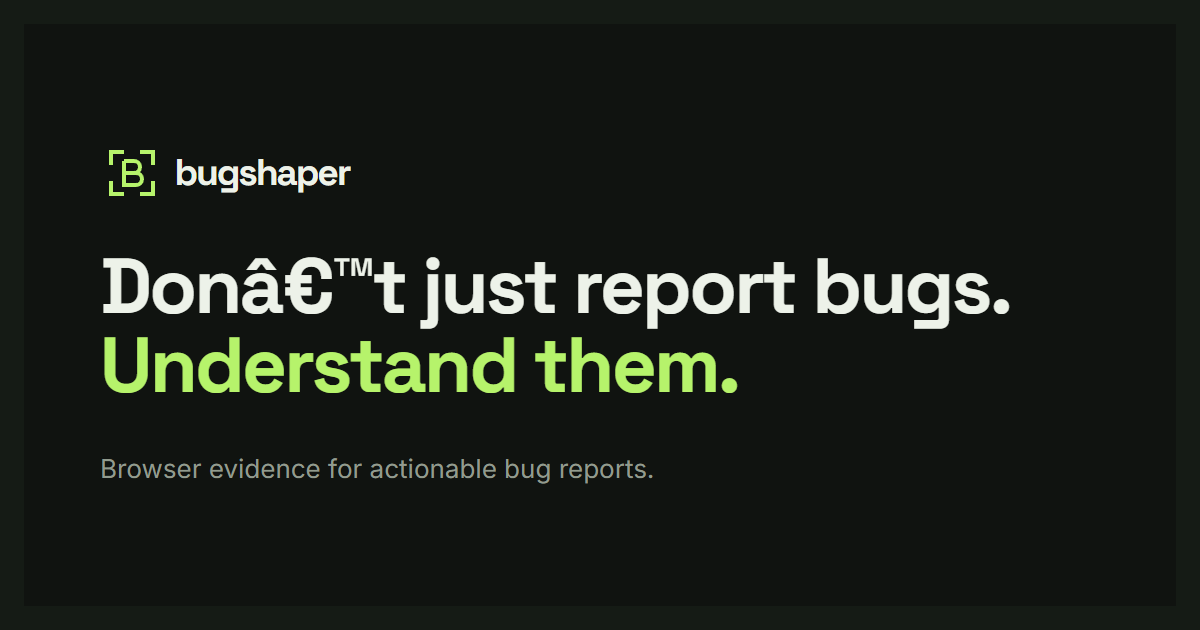 bugshaper
Donâ€™t just report bugs.
Understand them.
Browser evidence for actionable bug reports.